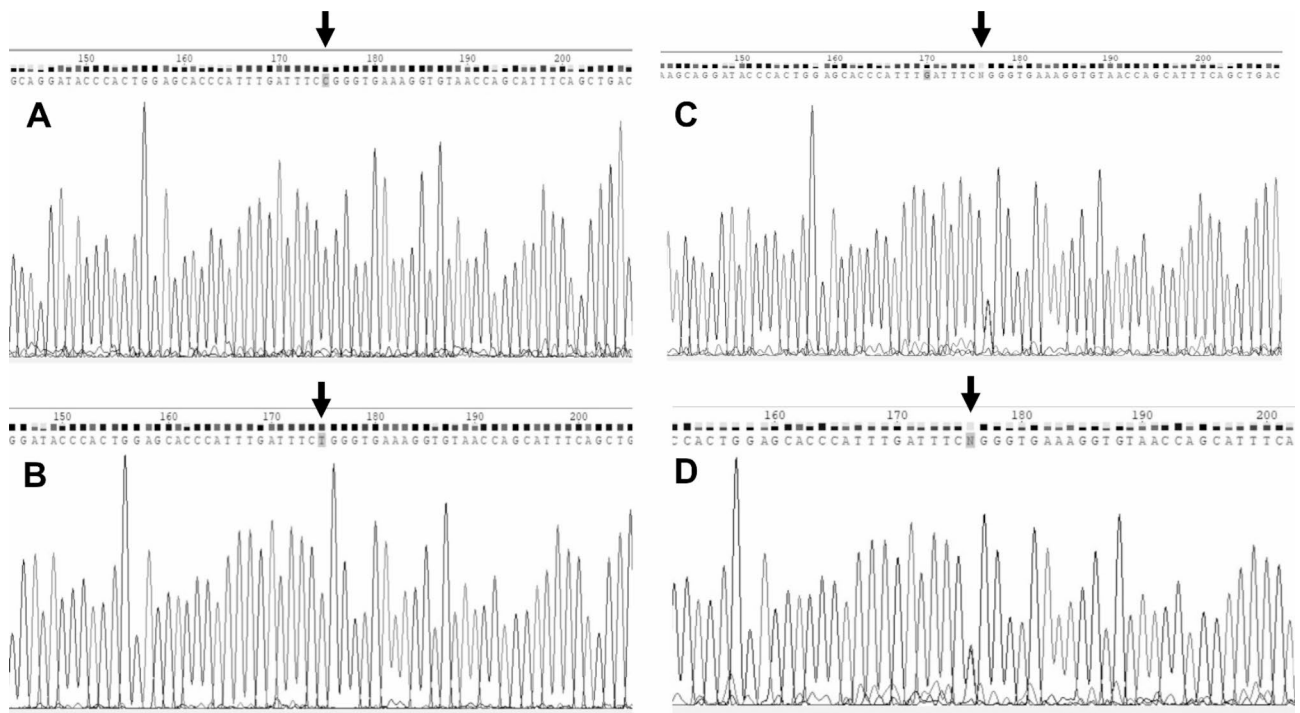 150 160 170 180 190 200
GCAGGATACCCACTGGAGCACCCATTTGATTTCCGGGTGAAAGGTGTAACCAGCATTTCAGCTGAC
A
150 160 170 180 190 200
AAGCAGGATACCCACTGGAGCACCCATTTGATTTCNGGGTGAAAGGTGTAACCAGCATTTCAGCTGAC
C
150 160 170 180 190 200
GGATACCCACTGGAGCACCCATTTGATTTCTGGGTGAAAGGTGTAACCAGCATTTCAGCTG
B
160 170 180 190 200
CCACTGGAGCACCCATTTGATTTCNGGGTGAAAGGTGTAACCAGCATTTCA
D